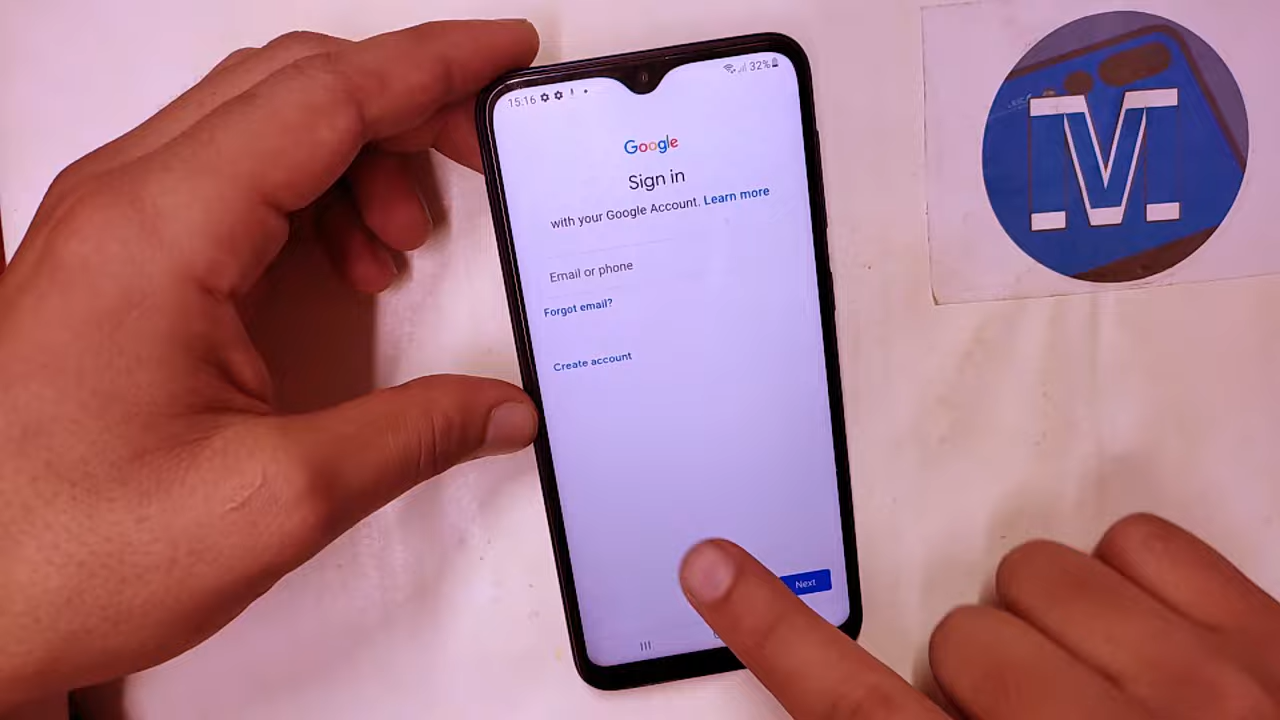 15:16
32%
Google
Sign in
with your Google Account. Learn more
Email or phone
Forgot email?
Create account
Next
M